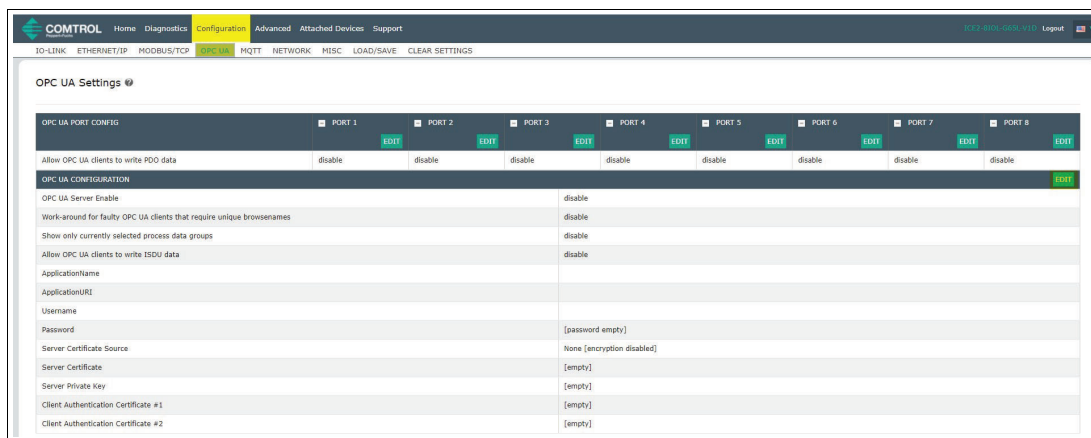 COMTROL Home Diagnostics Configuration Advanced Attached Devices Support ICE2-8IOL-G65L-V1D Logout
IO-LINK ETHERNET/IP MODBUS/TCP OPC UA MQTT NETWORK MISC LOAD/SAVE CLEAR SETTINGS
OPC UA Settings
OPC UA PORT CONFIG PORT 1 PORT 2 PORT 3 PORT 4 PORT 5 PORT 6 PORT 7 PORT 8
EDIT EDIT EDIT EDIT EDIT EDIT EDIT EDIT
Allow OPC UA clients to write PDO data disable disable disable disable disable disable disable disable
OPC UA CONFIGURATION EDIT
OPC UA Server Enable disable
Work-around for faulty OPC UA clients that require unique browsenames disable
Show only currently selected process data groups disable
Allow OPC UA clients to write ISDU data disable
ApplicationName
ApplicationURI
Username
Password [password empty]
Server Certificate Source None [encryption disabled]
Server Certificate [empty]
Server Private Key [empty]
Client Authentication Certificate #1 [empty]
Client Authentication Certificate #2 [empty]